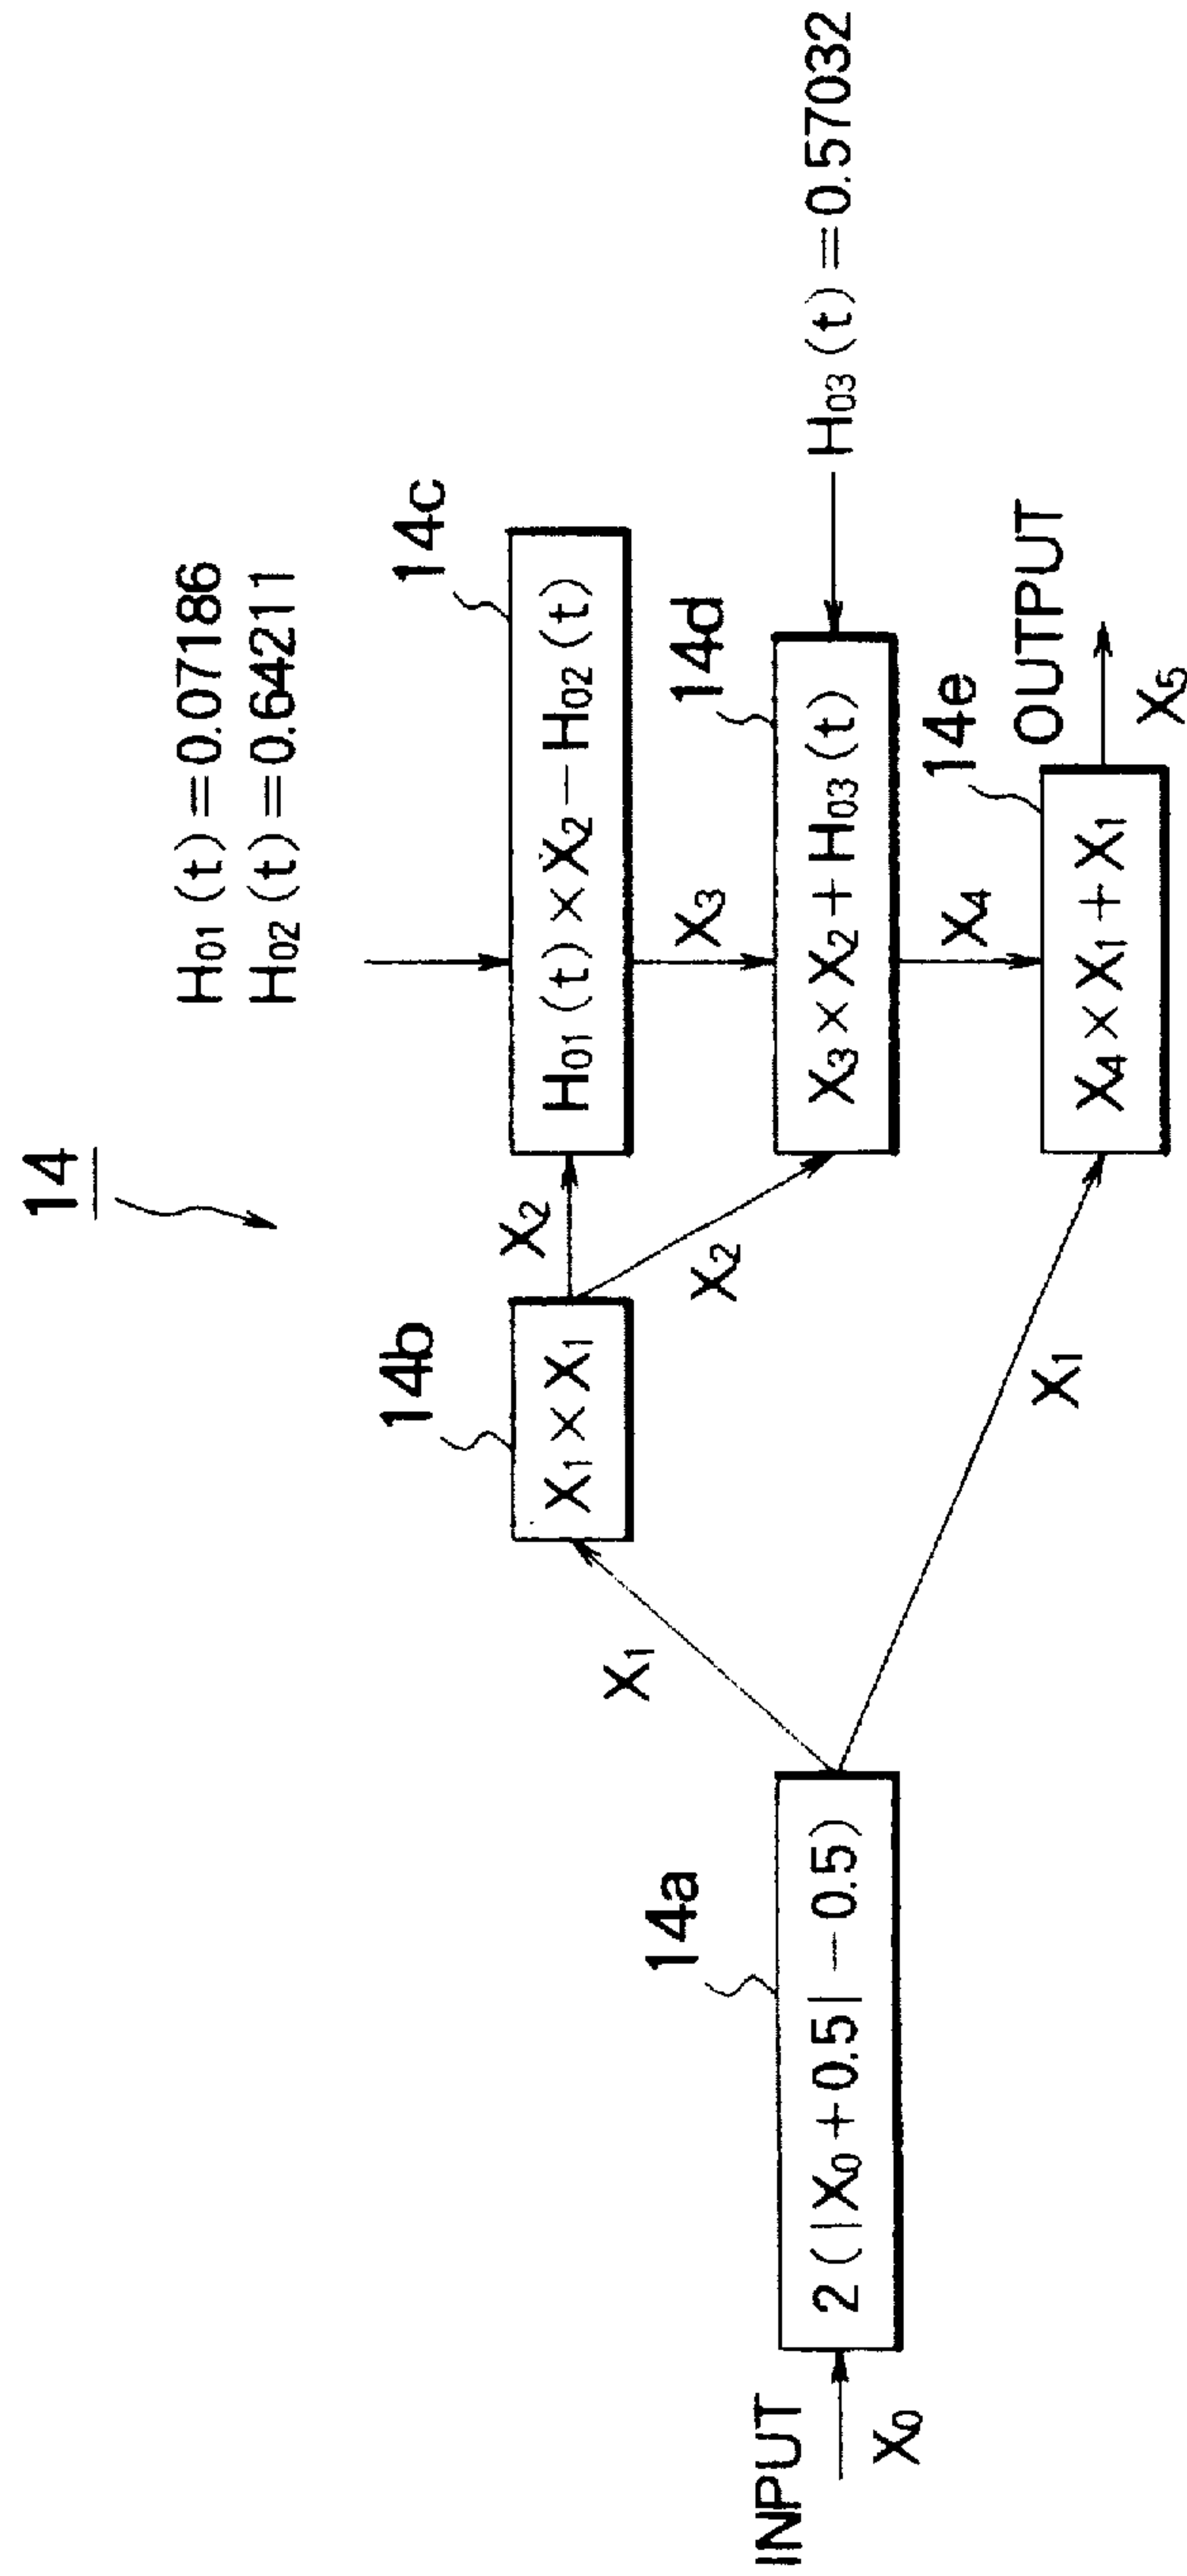 14
H₀₁(t)=0.07186
H₀₂(t)=0.64211
14b
X₁×X₁
X₂
14c
H₀₁(t)×X₂−H₀₂(t)
X₁
X₂
X₃
14a
2(|X₀+0.5|−0.5)
14d
X₃×X₂+H₀₃(t)
H₀₃(t)=0.57032
INPUT
X₀
X₁
X₄
14e
X₄×X₁+X₁
OUTPUT
X₅